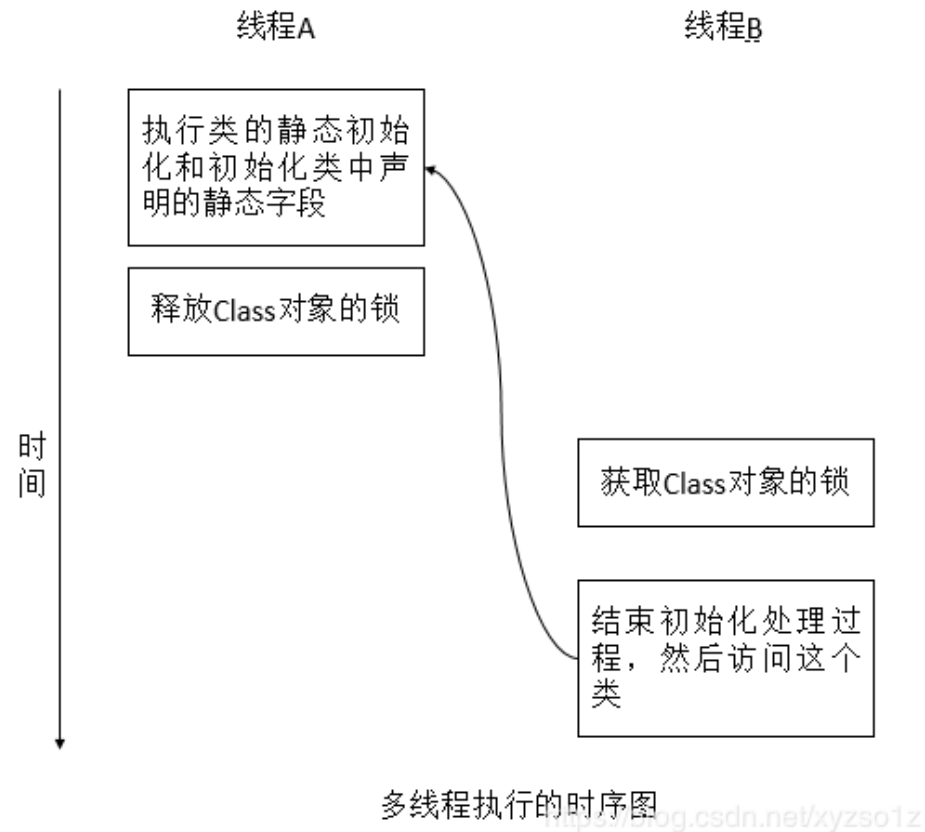 线程A
线程B
执行类的静态初始
化和初始化类中声
明的静态字段
释放Class对象的锁
时
间
获取Class对象的锁
结束初始化处理过
程，然后访问这个
类
多线程执行的时序图
https://blog.csdn.net/xyzso1z